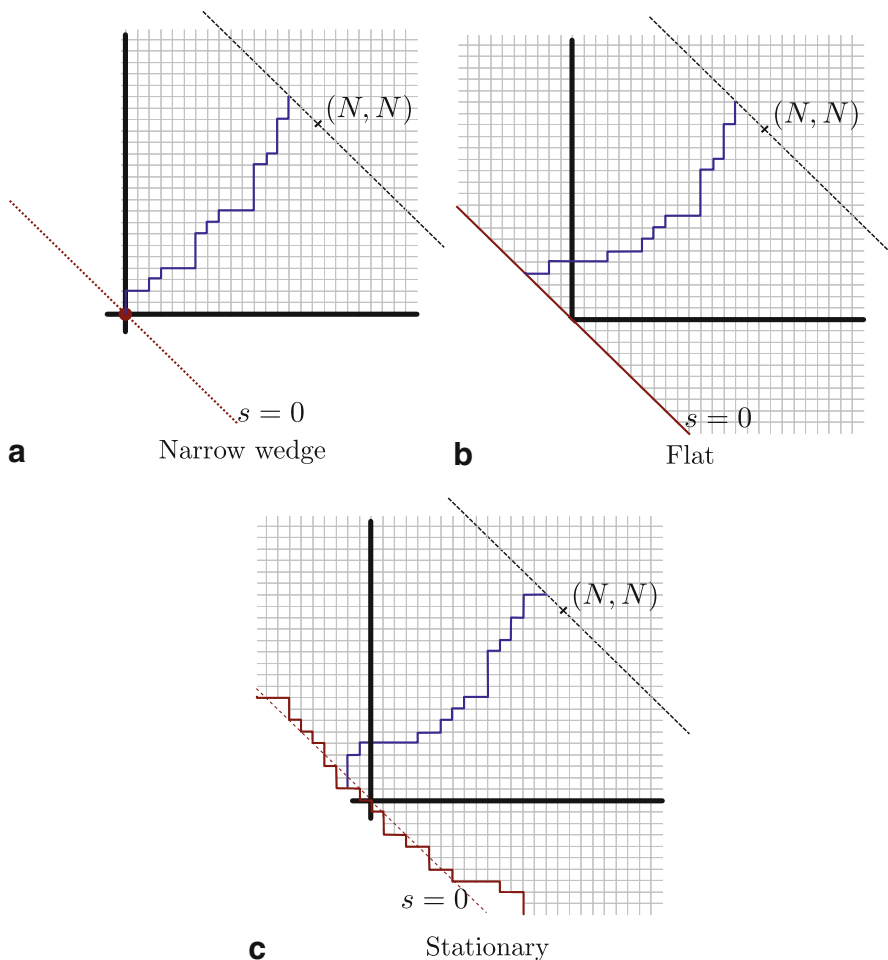 (N, N)
s = 0
a
Narrow wedge
(N, N)
s = 0
b
Flat
(N, N)
s = 0
c
Stationary